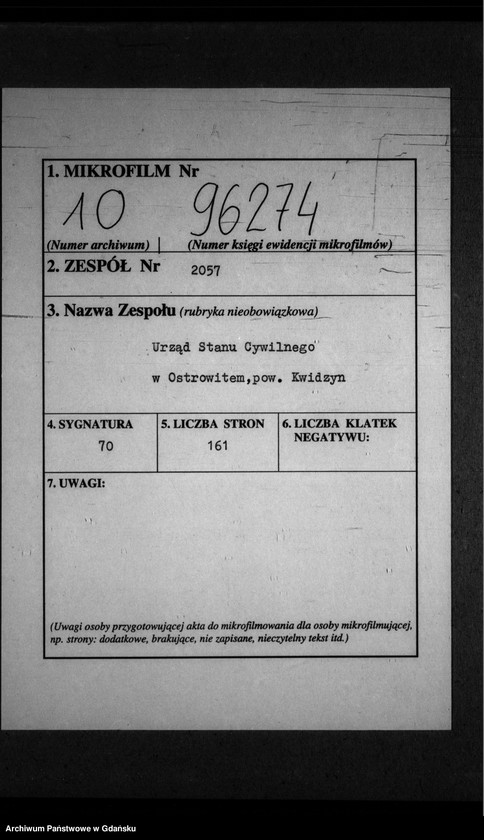 1. MIKROFILM Nr
10 96274
(Numer archiwum) (Numer księgi ewidencji mikrofilmów)
2. ZESPÓŁ Nr 2057
3. Nazwa Zespołu (rubryka nieobowiązkowa)
Urząd Stanu Cywilnego
w Ostrowitem,pow. Kwidzyn
4. SYGNATURA 5. LICZBA STRON 6. LICZBA KLATEK
NEGATYWU:
70 161
7. UWAGI:
(Uwagi osoby przygotowującej akta do mikrofilmowania dla osoby mikrofilmującej,
np. strony: dodatkowe, brakujące, nie zapisane, nieczytelny tekst itd.)
Archiwum Państwowe w Gdańsku